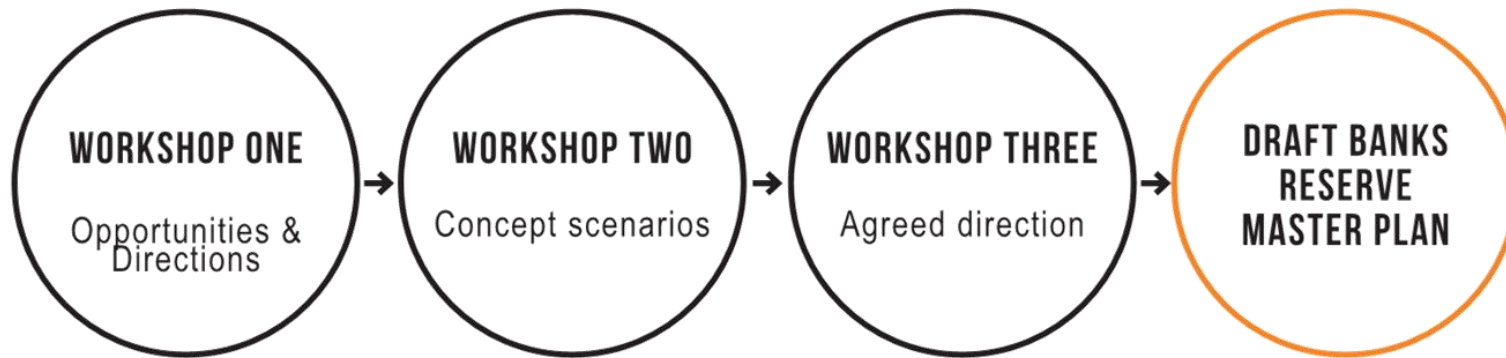 WORKSHOP ONE
Opportunities &
Directions
WORKSHOP TWO
Concept scenarios
WORKSHOP THREE
Agreed direction
DRAFT BANKS
RESERVE
MASTER PLAN